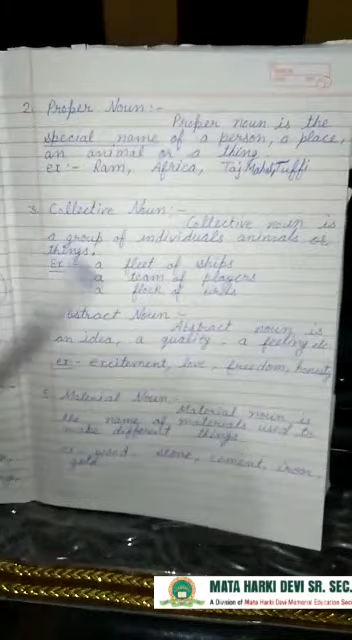 2. Proper Noun:-
Proper noun is the
special name of a person, a place,
an animal or a thing
ex:- Ram, Africa, Taj Mahal, Tuffi
3. Collective Noun:-
Collective noun is
a group of individuals animals or
things.
Ex a fleet of ships
a team of players
a flock of
Abstract Noun:-
Abstract noun is
an idea, a quality, a feeling etc
ex:- excitement, love, freedom, honesty
5. Material Noun:-
Material noun is
the name of materials used to
make different things
wood, stone, cement, iron,
gold
MATA HARKI DEVI SR. SEC.
A Division of Mata Harki Devi Memorial Education Soc